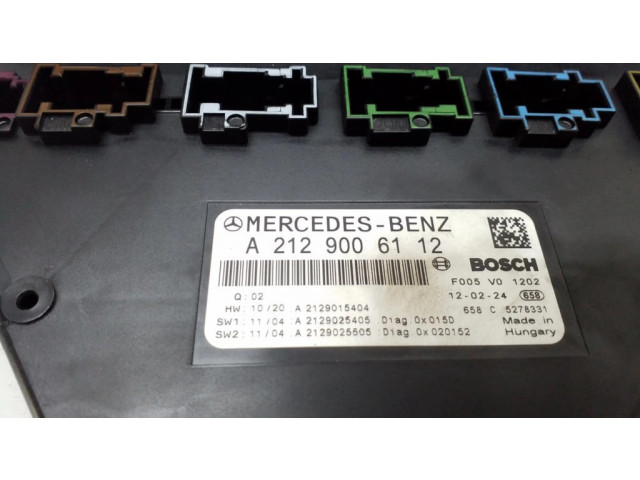 MERCEDES-BENZ
A 212 900 61 12
BOSCH
F005 V0 1202
Q: 02
12-02-24 658
HW: 10/20 :A 2129015404
658 C 5278331
SW1: 11/04 :A 2129025405 :Diag.0x015D
Made in
SW2: 11/04 :A 2129025605 :Diag.0x020152
Hungary